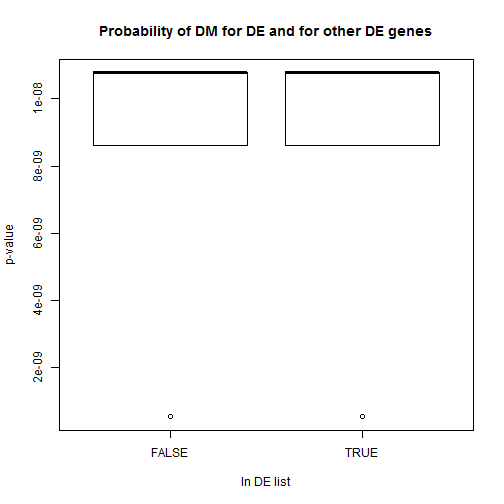 Probability of DM for DE and for other DE genes
1e-08
8e-09
6e-09
4e-09
2e-09
p-value
FALSE
TRUE
In DE list